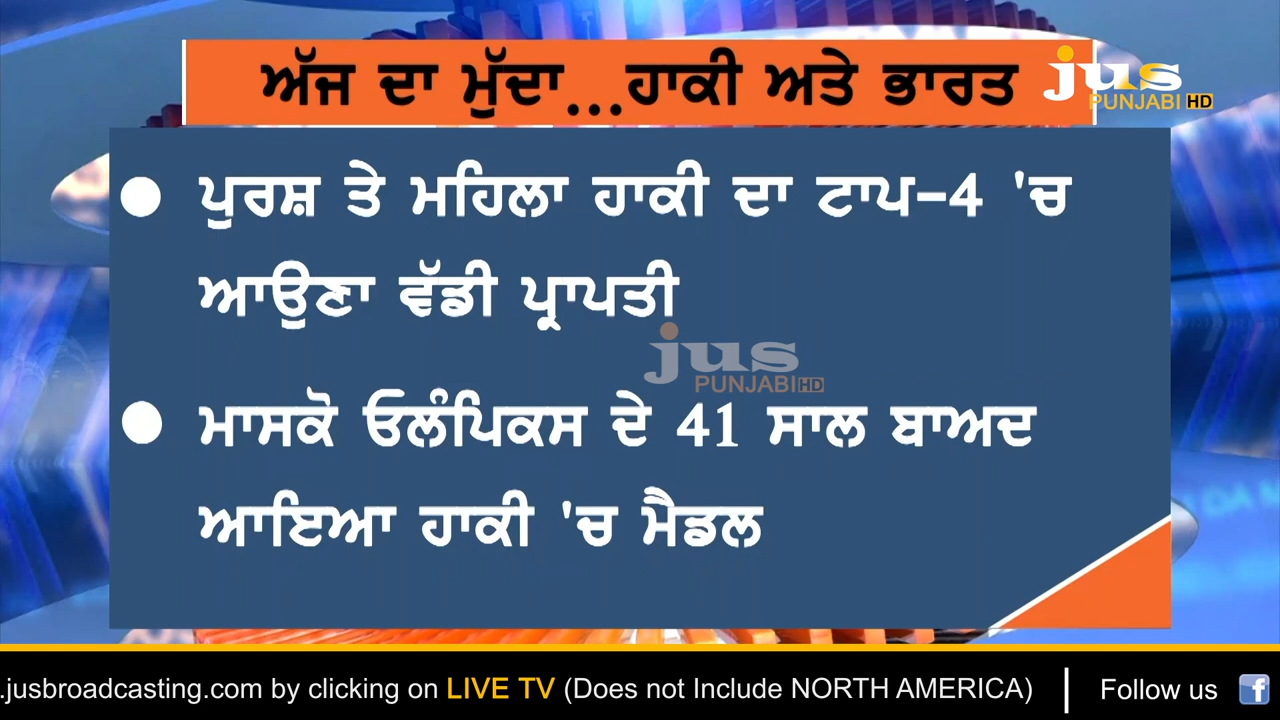 ਅੱਜ ਦਾ ਮੁੱਦਾ...ਹਾਕੀ ਅਤੇ ਭਾਰਤ
jus
PUNJABI HD
ਪੁਰਸ਼ ਤੇ ਮਹਿਲਾ ਹਾਕੀ ਦਾ ਟਾਪ-4 'ਚ
ਆਉਣਾ ਵੱਡੀ ਪ੍ਰਾਪਤੀ
jus
PUNJABI HD
ਮਾਸਕੋ ਓਲੰਪਿਕਸ ਦੇ 41 ਸਾਲ ਬਾਅਦ
ਆਇਆ ਹਾਕੀ 'ਚ ਮੈਡਲ
.jusbroadcasting.com by clicking on LIVE TV (Does not Include NORTH AMERICA) Follow us